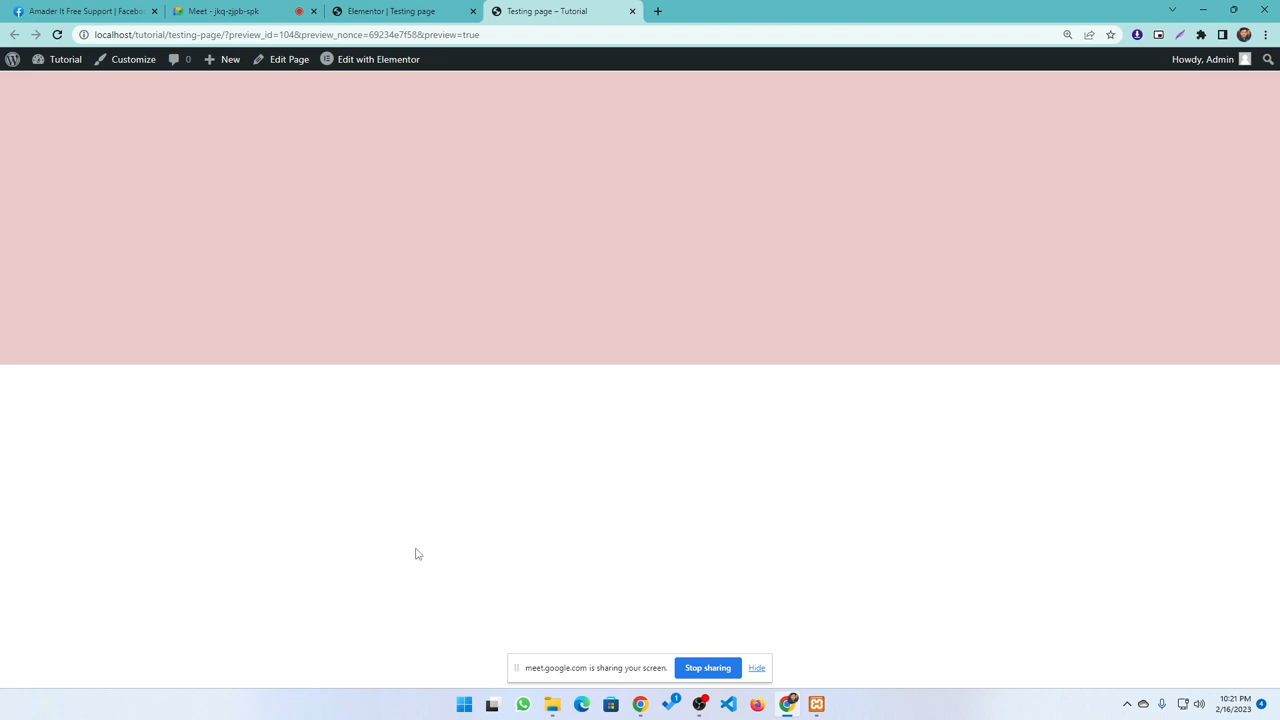 Amader It Free Support | Facebo
Meet - jkq-zjpb-spk
Elementor | Testing page
Testing page – Tutorial
localhost/tutorial/testing-page/?preview_id=104&preview_nonce=69234e7f58&preview=true
Tutorial
Customize
0
New
Edit Page
Edit with Elementor
Howdy, Admin
meet.google.com is sharing your screen.
Stop sharing
Hide
1
10:21 PM
2/16/2023
4